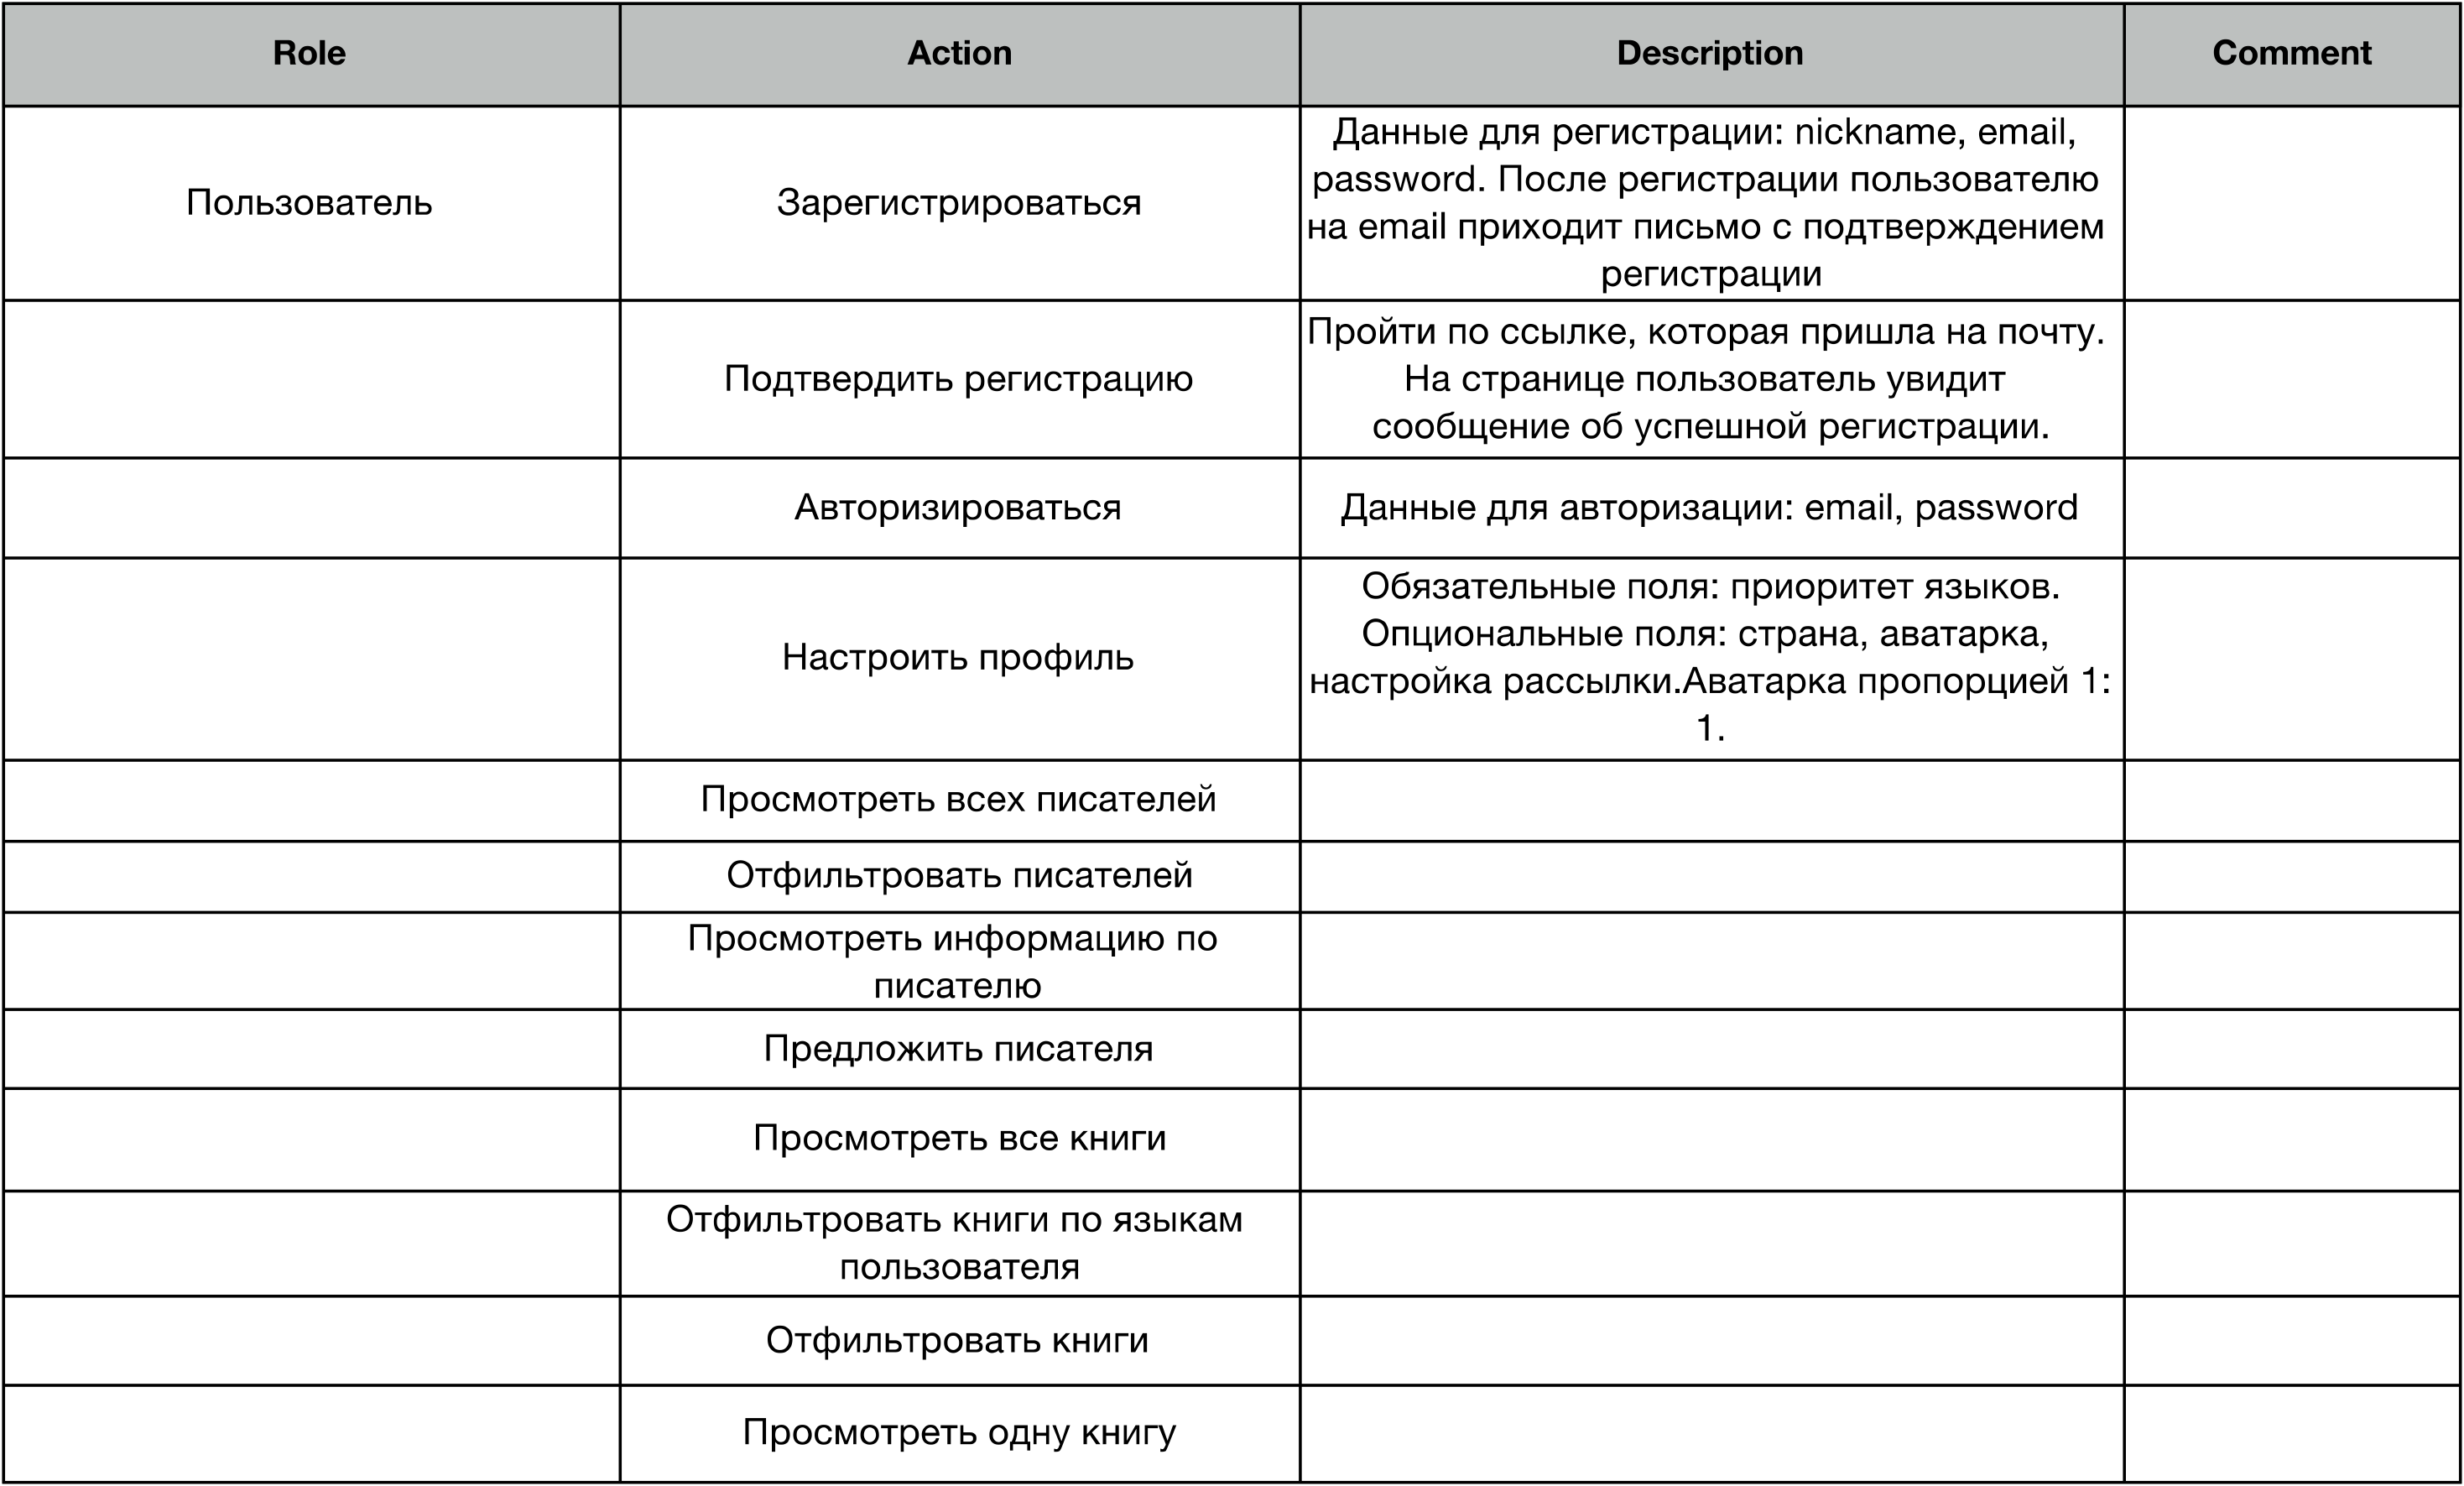 Role
Action
Description
Comment
Пользователь
Зарегистрироваться
Данные для регистрации: nickname, email,
password. После регистрации пользователю
на email приходит письмо с подтверждением
регистрации
Подтвердить регистрацию
Пройти по ссылке, которая пришла на почту.
На странице пользователь увидит
сообщение об успешной регистрации.
Авторизироваться
Данные для авторизации: email, password
Настроить профиль
Обязательные поля: приоритет языков.
Опциональные поля: страна, аватарка,
настройка рассылки.Аватарка пропорцией 1:
1.
Просмотреть всех писателей
Отфильтровать писателей
Просмотреть информацию по
писателю
Предложить писателя
Просмотреть все книги
Отфильтровать книги по языкам
пользователя
Отфильтровать книги
Просмотреть одну книгу